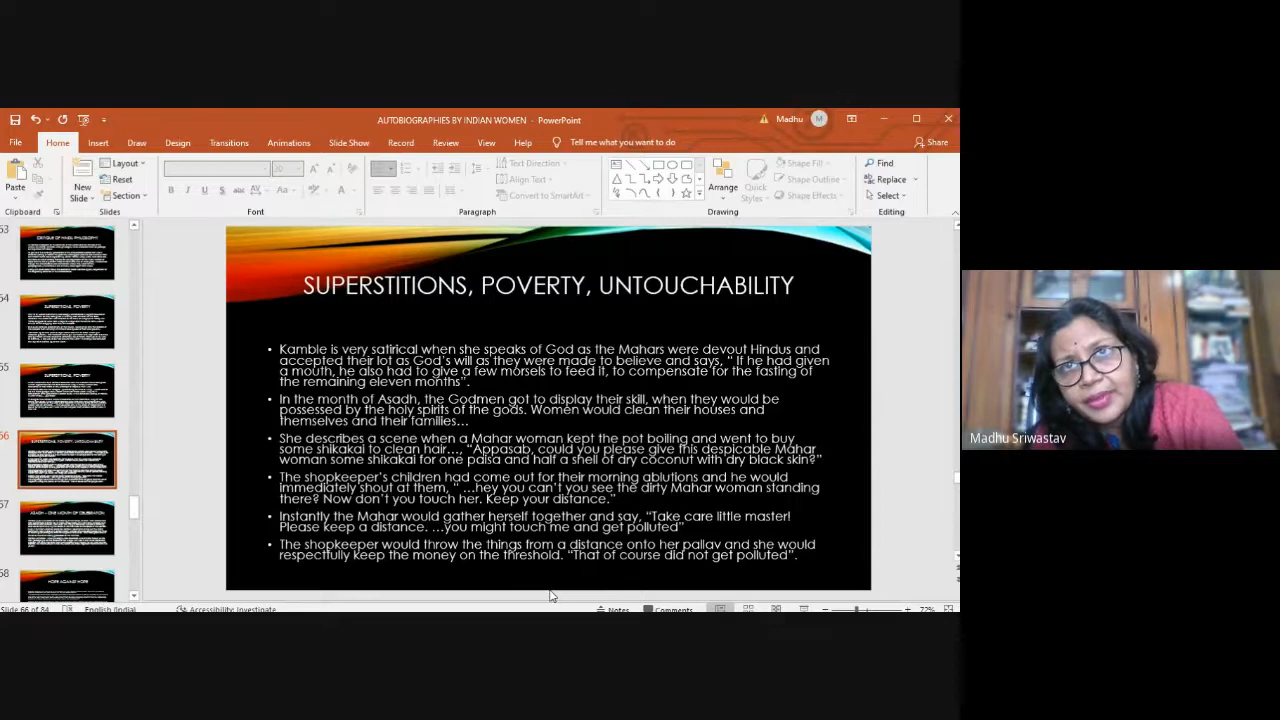 AUTOBIOGRAPHIES BY INDIAN WOMEN - PowerPoint
Madhu
M
File
Home
Insert
Draw
Design
Transitions
Animations
Slide Show
Record
Review
View
Help
Tell me what you want to do
Share
Paste
New
Slide
Layout
Reset
Section
Text Direction
Align Text
Convert to SmartArt
Arrange
Quick
Styles
Shape Fill
Shape Outline
Shape Effects
Find
Replace
Select
Clipboard
Slides
Font
Paragraph
Drawing
Editing
SUPERSTITIONS, POVERTY, UNTOUCHABILITY
• Kamble is very satirical when she speaks of God as the Mahars were devout Hindus and
accepted their lot as God's will as they were made to believe and says, " If he had given
a mouth, he also had to give a few morsels to feed it, to compensate for the fasting of
the remaining eleven months".
• In the month of Asadh, the Godmen got to display their skill, when they would be
possessed by the holy spirits of the gods. Women would clean their houses and
themselves and their families...
• She describes a scene when a Mahar woman kept the pot boiling and went to buy
some shikakai to clean hair..., "Appasab, could you please give this despicable Mahar
woman some shikakai for one paisa and half a shell of dry coconut with dry black skin?"
• The shopkeeper's children had come out for their morning ablutions and he would
immediately shout at them, " ...hey you can't you see the dirty Mahar woman standing
there? Now don't you touch her. Keep your distance."
• Instantly the Mahar would gather herself together and say, "Take care little master!
Please keep a distance. ...you might touch me and get polluted"
• The shopkeeper would throw the things from a distance onto her pallav and she would
respectfully keep the money on the threshold. "That of course did not get polluted".
Slide 66 of 84
English (India)
Accessibility: Investigate
Notes
Comments
72%
Madhu Sriwastav